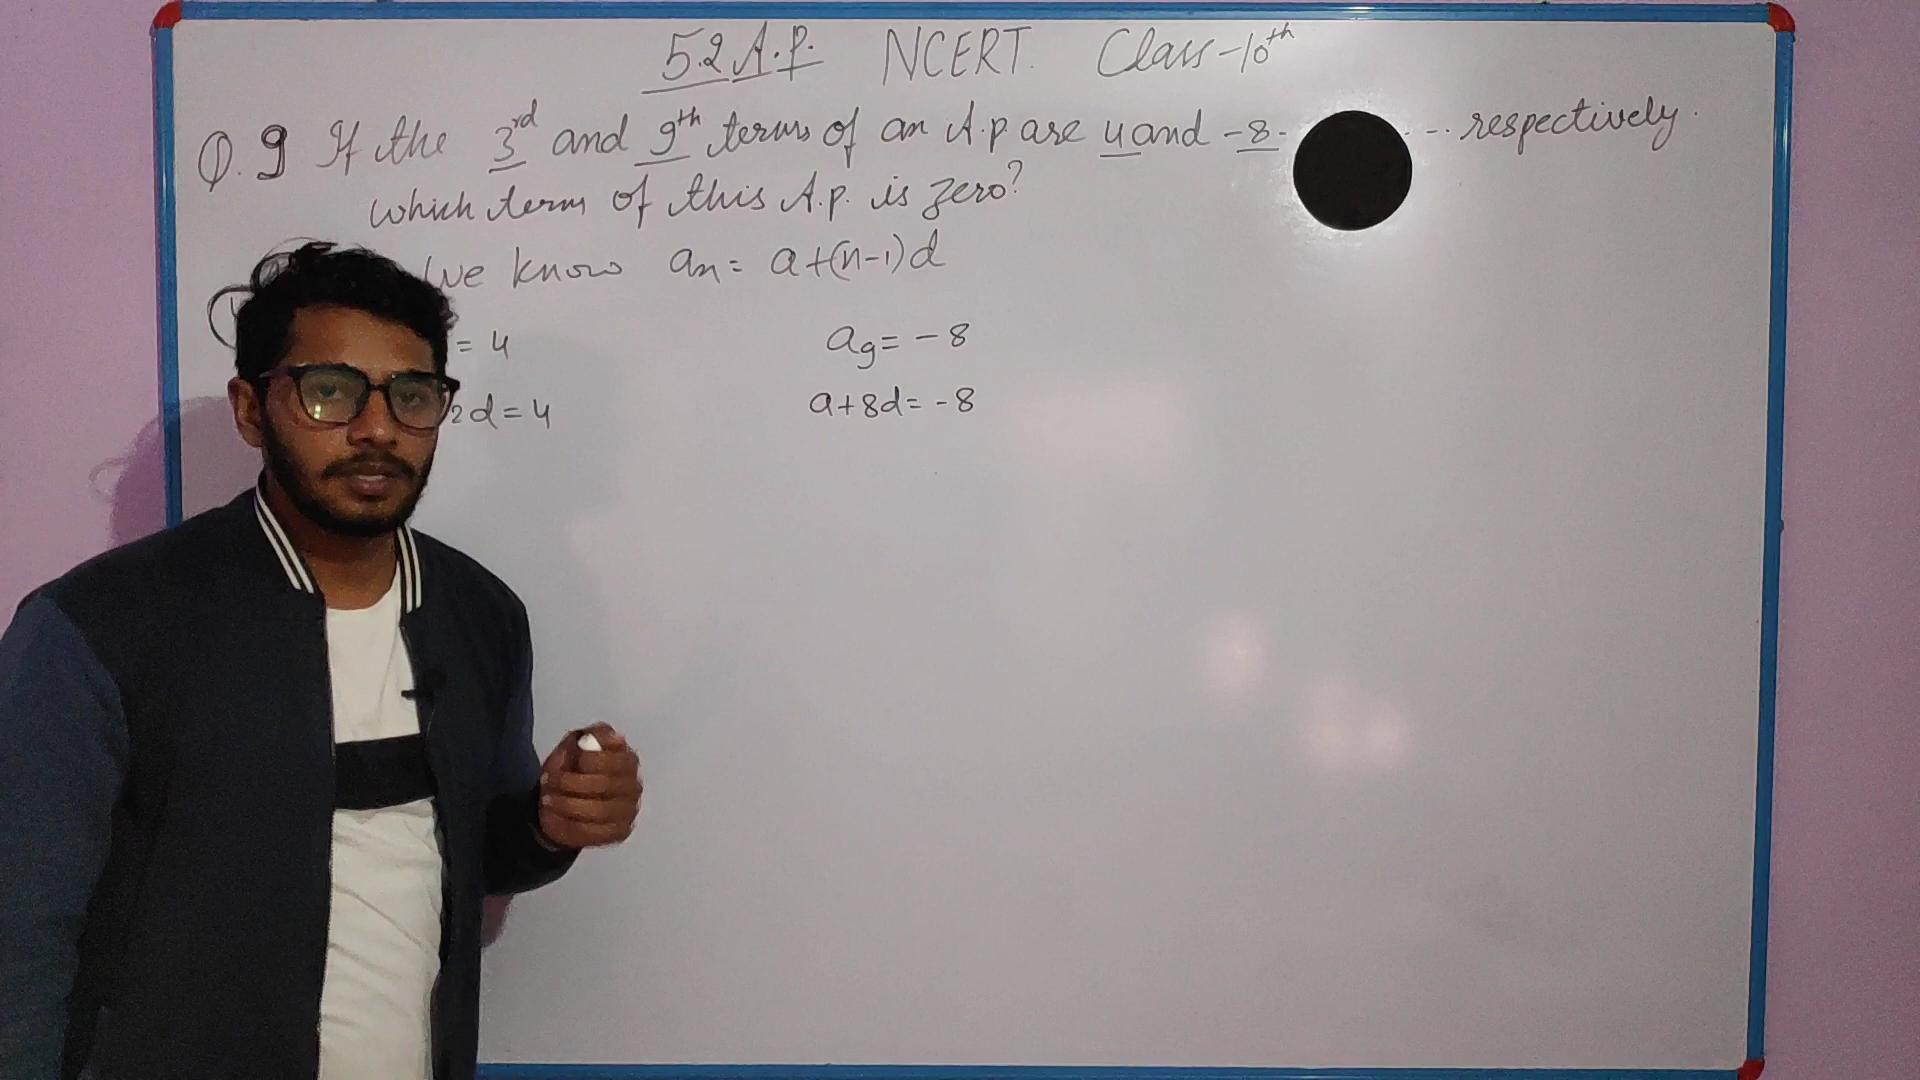 5.2 A.P. NCERT. Class-10th
Q.9 If the 3rd and 9th terms of an A.p. are 4 and -8 - -- respectively.
which term of this A.p. is zero?
We know an = a+(n-1)d
= 4 a9 = -8
2d = 4 a+8d = -8